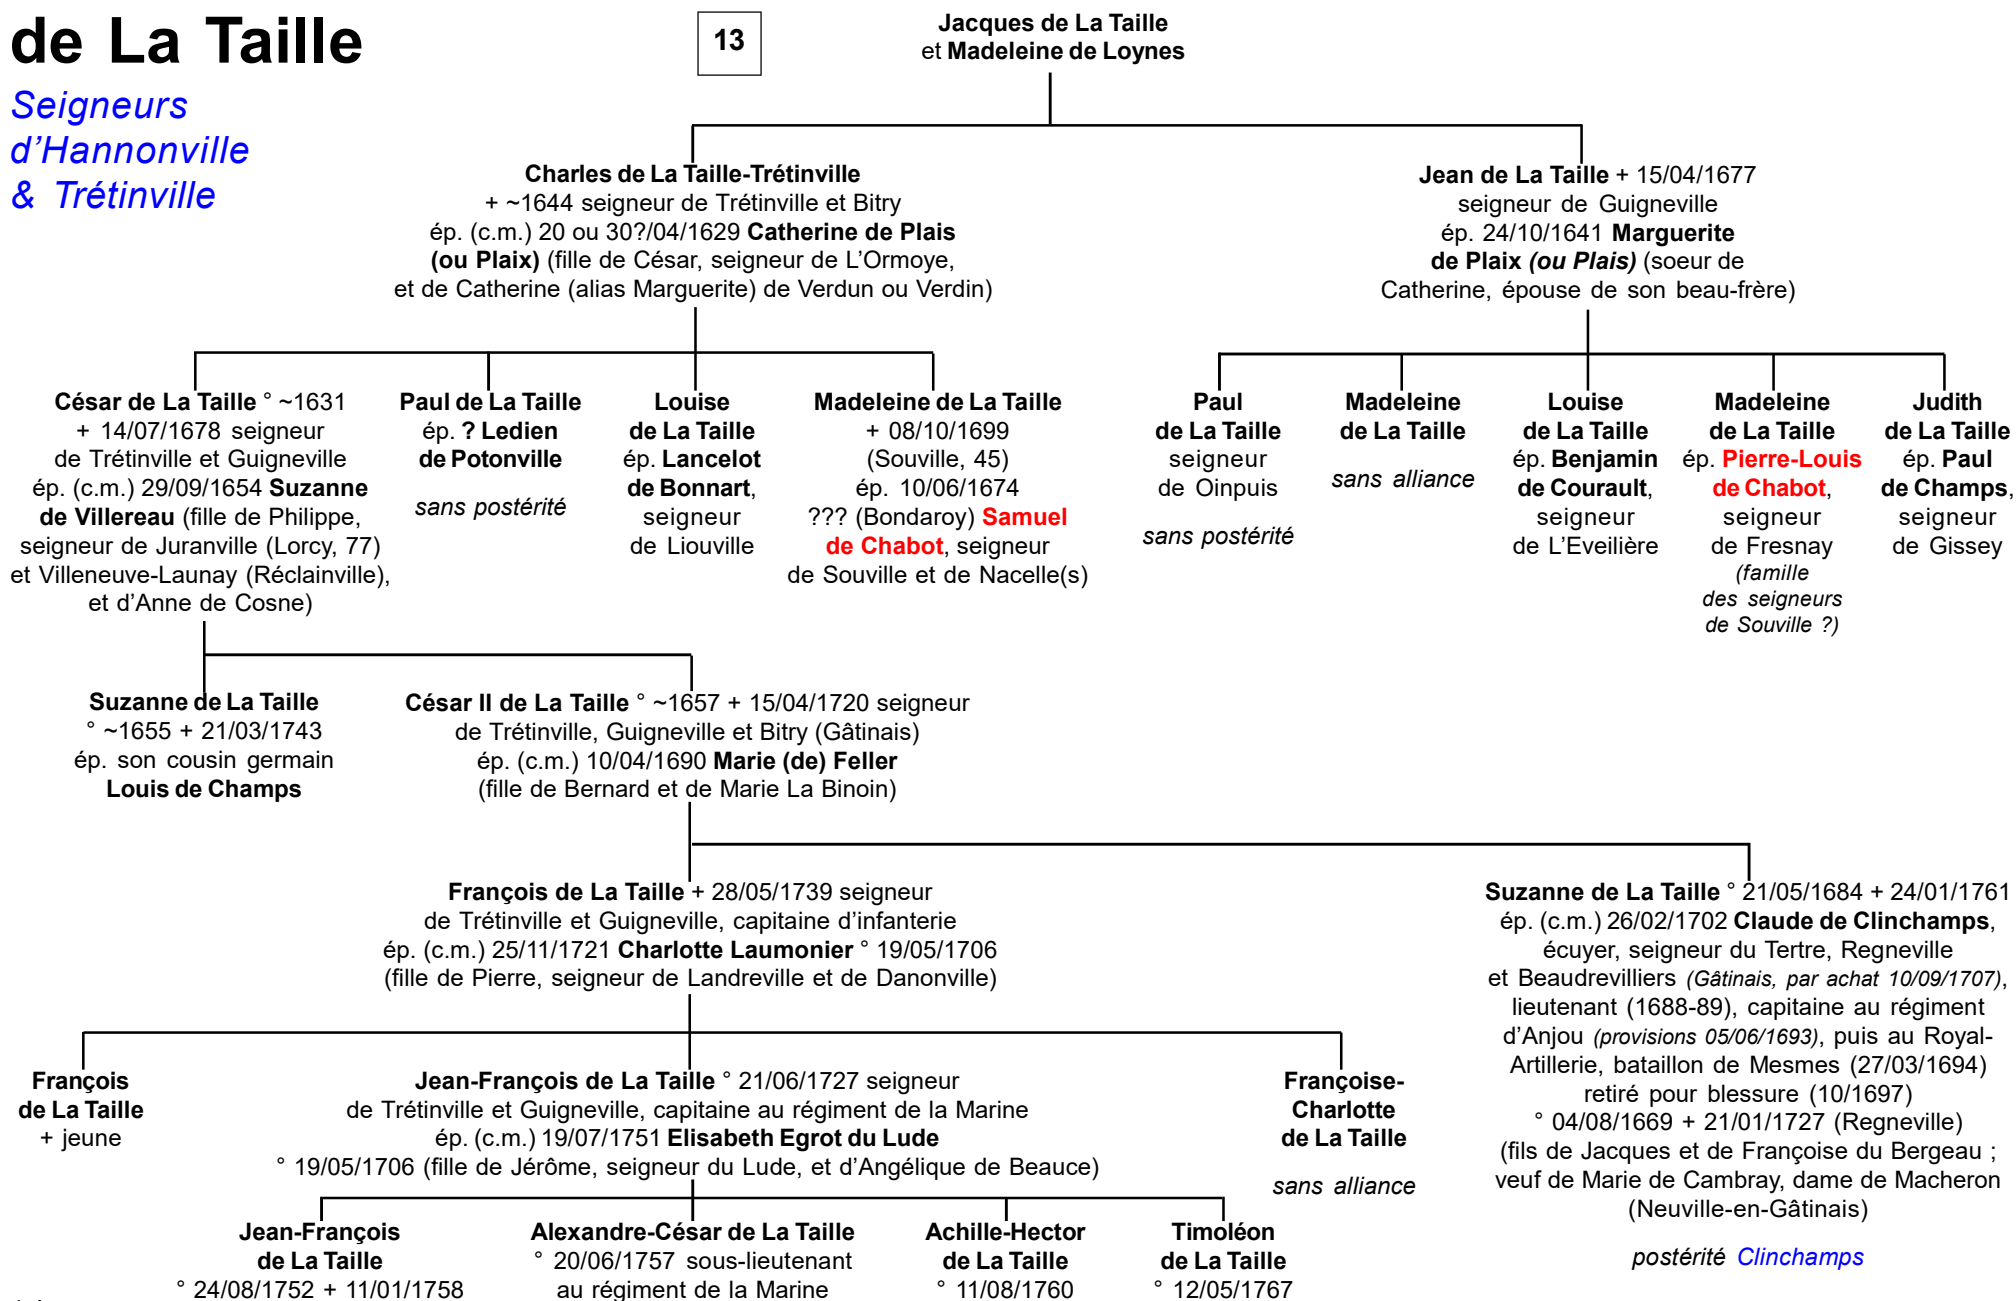 de La Taille
Seigneurs
d’Hannonville
& Trétinville
13
Jacques de La Taille
et Madeleine de Loynes
Charles de La Taille-Trétinville
+ ~1644 seigneur de Trétinville et Bitry
ép. (c.m.) 20 ou 30?/04/1629 Catherine de Plais
(ou Plaix) (fille de César, seigneur de L’Ormoye,
et de Catherine (alias Marguerite) de Verdun ou Verdin)
Jean de La Taille + 15/04/1677
seigneur de Guigneville
ép. 24/10/1641 Marguerite
de Plaix (ou Plais) (soeur de
Catherine, épouse de son beau-frère)
César de La Taille ° ~1631
+ 14/07/1678 seigneur
de Trétinville et Guigneville
ép. (c.m.) 29/09/1654 Suzanne
de Villereau (fille de Philippe,
seigneur de Juranville (Lorcy, 77)
et Villeneuve-Launay (Réclainville),
et d’Anne de Cosne)
Paul de La Taille
ép. ? Ledien
de Potonville
sans postérité
Louise
de La Taille
ép. Lancelot
de Bonnart,
seigneur
de Liouville
Madeleine de La Taille
+ 08/10/1699
(Souville, 45)
ép. 10/06/1674
??? (Bondaroy) Samuel
de Chabot, seigneur
de Souville et de Nacelle(s)
Paul
de La Taille
seigneur
de Oinpuis
sans postérité
Madeleine
de La Taille
sans alliance
Louise
de La Taille
ép. Benjamin
de Courault,
seigneur
de L’Eveilière
Madeleine
de La Taille
ép. Pierre-Louis
de Chabot,
seigneur
de Fresnay
(famille
des seigneurs
de Souville ?)
Judith
de La Taille
ép. Paul
de Champs,
seigneur
de Gissey
Suzanne de La Taille
° ~1655 + 21/03/1743
ép. son cousin germain
Louis de Champs
César II de La Taille ° ~1657 + 15/04/1720 seigneur
de Trétinville, Guigneville et Bitry (Gâtinais)
ép. (c.m.) 10/04/1690 Marie (de) Feller
(fille de Bernard et de Marie La Binoin)
François de La Taille + 28/05/1739 seigneur
de Trétinville et Guigneville, capitaine d’infanterie
ép. (c.m.) 25/11/1721 Charlotte Laumonier ° 19/05/1706
(fille de Pierre, seigneur de Landreville et de Danonville)
Suzanne de La Taille ° 21/05/1684 + 24/01/1761
ép. (c.m.) 26/02/1702 Claude de Clinchamps,
écuyer, seigneur du Tertre, Regneville
et Beaudrevilliers (Gâtinais, par achat 10/09/1707),
lieutenant (1688-89), capitaine au régiment
d’Anjou (provisions 05/06/1693), puis au Royal-
Artillerie, bataillon de Mesmes (27/03/1694)
retiré pour blessure (10/1697)
° 04/08/1669 + 21/01/1727 (Regneville)
(fils de Jacques et de Françoise du Bergeau ;
veuf de Marie de Cambray, dame de Macheron
(Neuville-en-Gâtinais)
postérité Clinchamps
François
de La Taille
+ jeune
Jean-François de La Taille ° 21/06/1727 seigneur
de Trétinville et Guigneville, capitaine au régiment de la Marine
ép. (c.m.) 19/07/1751 Elisabeth Egrot du Lude
° 19/05/1706 (fille de Jérôme, seigneur du Lude, et d’Angélique de Beauce)
Françoise-
Charlotte
de La Taille
sans alliance
Jean-François
de La Taille
° 24/08/1752 + 11/01/1758
Alexandre-César de La Taille
° 20/06/1757 sous-lieutenant
au régiment de la Marine
Achille-Hector
de La Taille
° 11/08/1760
Timoléon
de La Taille
° 12/05/1767